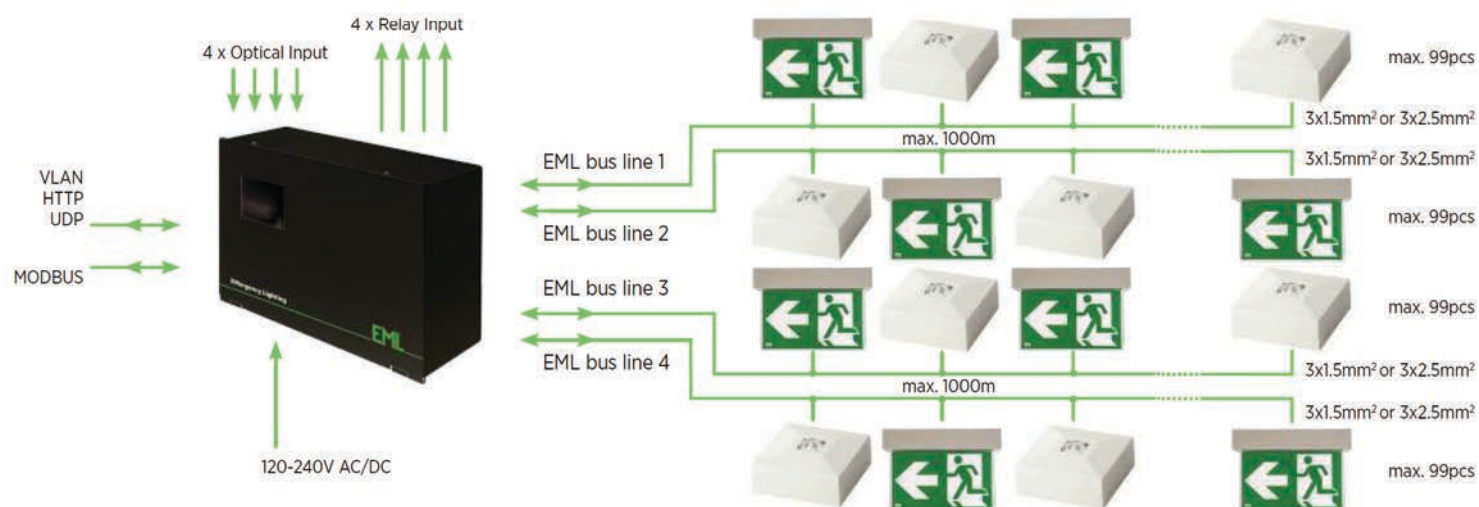 4 x Relay Input
4 x Optical Input
VLAN
HTTP
UDP
MODBUS
Emergency Lighting
EML
120-240V AC/DC
EML bus line 1
EML bus line 2
EML bus line 3
EML bus line 4
max. 99pcs
3x1.5mm² or 3x2.5mm²
max. 1000m
3x1.5mm² or 3x2.5mm²
max. 99pcs
max. 99pcs
3x1.5mm² or 3x2.5mm²
max. 1000m
3x1.5mm² or 3x2.5mm²
max. 99pcs